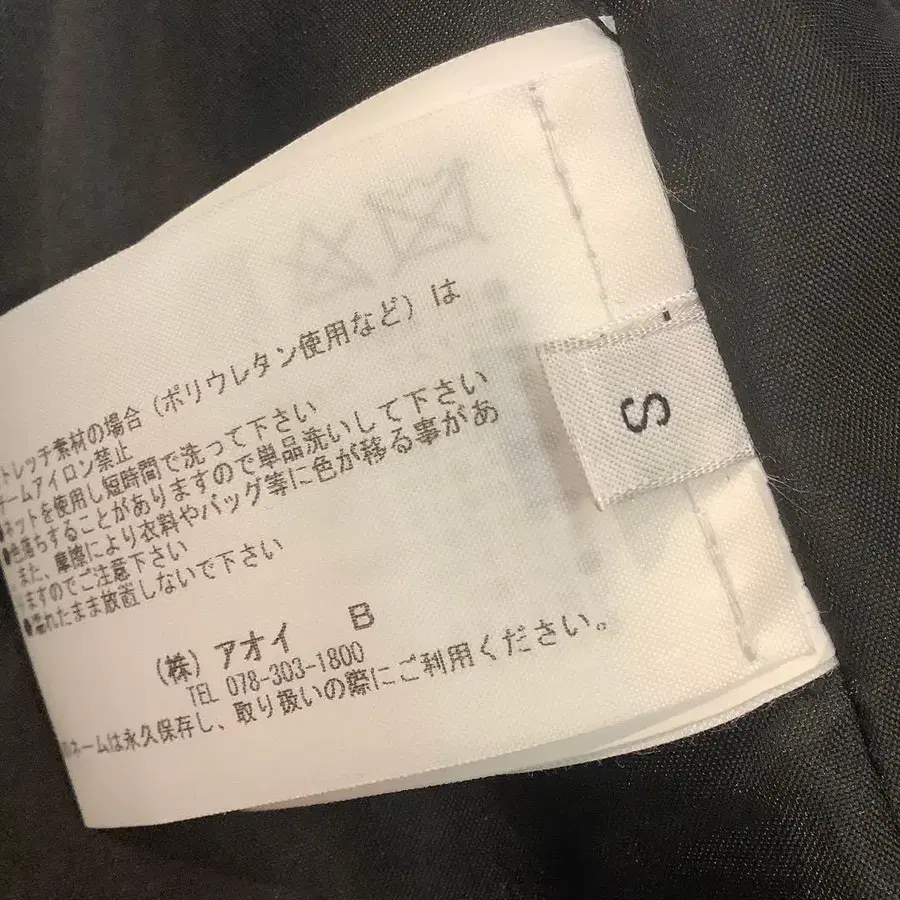 トレッチ素材の場合（ポリウレタン使用など）は
チームアイロン禁止
●ネットを使用し短時間で洗って下さい
●色落ちすることがありますので単品洗いして下さい
また、摩擦により衣料やバッグ等に色が移る事があ
りますのでご注意下さい
●濡れたまま放置しないで下さい
（株）アオイ B
TEL 078-303-1800
ネームは永久保存し、取り扱いの際にご利用ください。
S